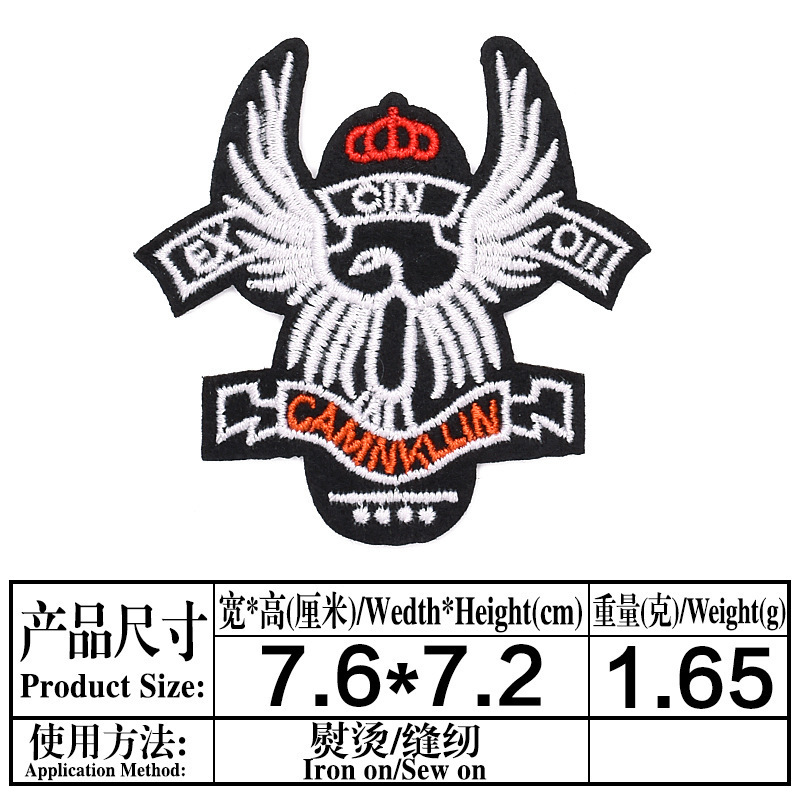 CIN
EX
OII
CAMNKLLIN
产品尺寸
Product Size:
宽*高(厘米)/Wedth*Height(cm)
7.6*7.2
重量(克)/Weight(g)
1.65
使用方法:
Application Method:
熨烫/缝纫
Iron on/Sew on